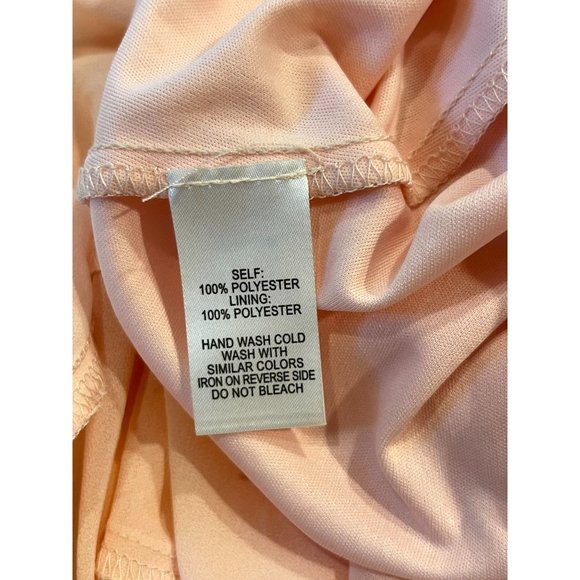 SELF:
100% POLYESTER
LINING:
100% POLYESTER
HAND WASH COLD
WASH WITH
SIMILAR COLORS
IRON ON REVERSE SIDE
DO NOT BLEACH